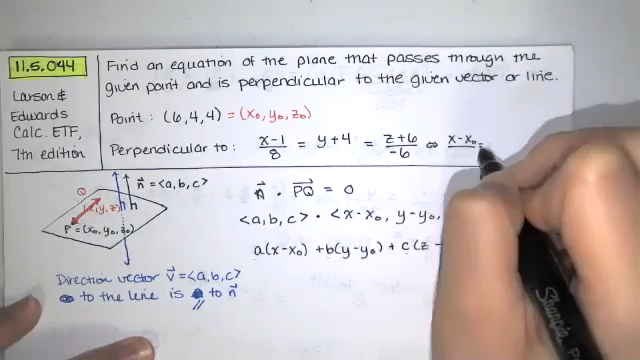 11.5.044
Larson &
Edwards
Calc. ETF,
7th edition
Find an equation of the plane that passes through the
given point and is perpendicular to the given vector or line.
Point: (6,4,4) = (x₀, y₀, z₀)
Perpendicular to: (x-1)/8 = y+4 = (z+6)/-6 ⇔ x-x₀ =
n⃗ = <a,b,c>
Q
(x,y,z)
n
P = (x₀, y₀, z₀)
n⃗ · PQ⃗ = 0
<a,b,c> · <x-x₀, y-y₀,
a(x-x₀) + b(y-y₀) + c(z
Direction vector v⃗ = <a,b,c>
to the line is
// to n⃗
Sharpie